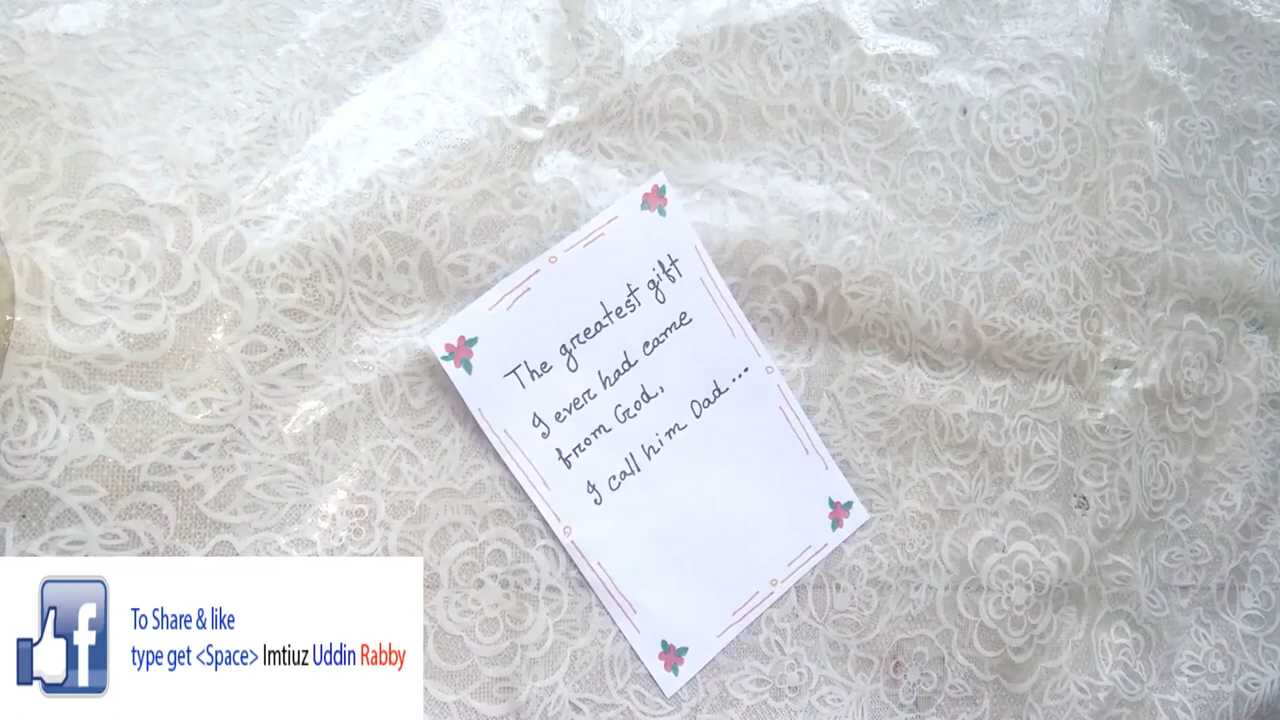 The greatest gift
I ever had came
from God,
I call him Dad...
f
To Share & like
type get <Space> Imtiuz Uddin Rabby